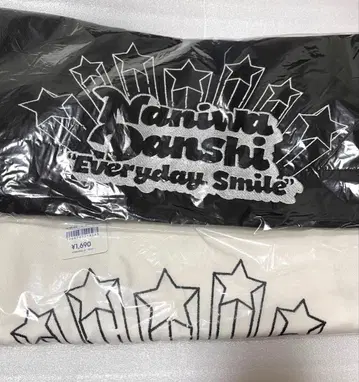 Naniwa
Danshi
"Everyday Smile"
¥1,690